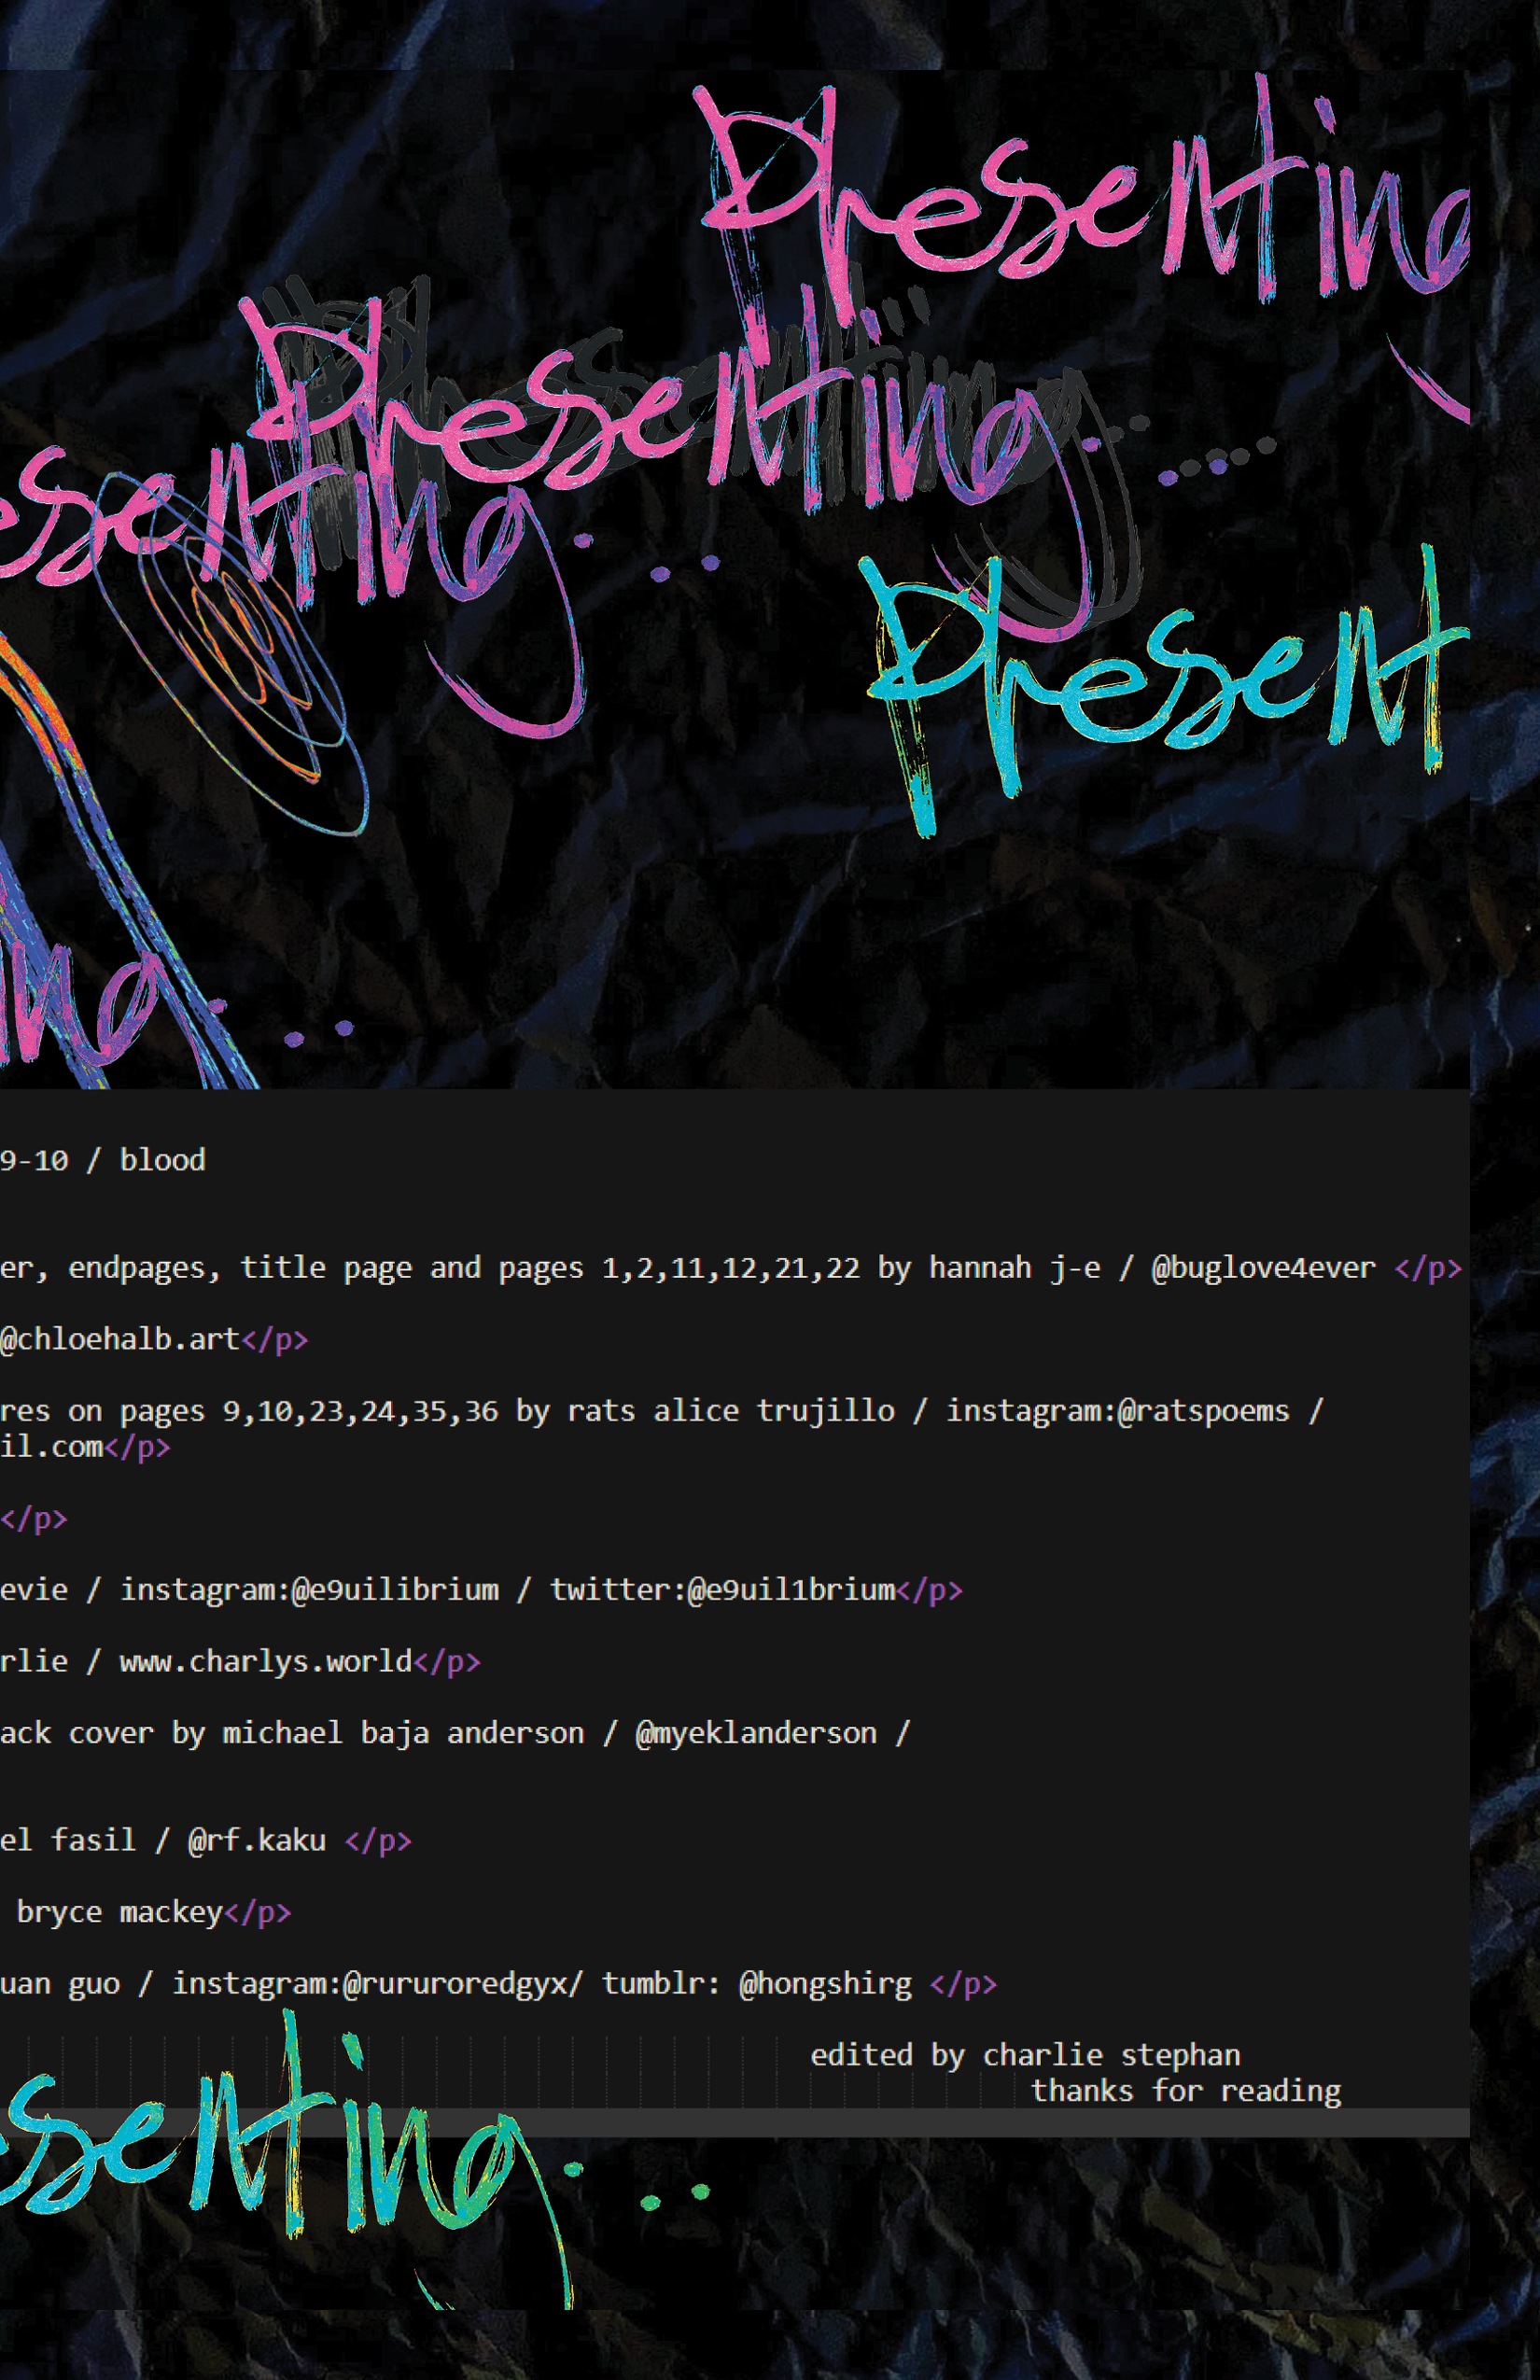 Presenting
Presenting...
esenting...
Present
ing...
9-10 / blood
er, endpages, title page and pages 1,2,11,12,21,22 by hannah j-e / @buglove4ever </p>
@chloehalb.art</p>
res on pages 9,10,23,24,35,36 by rats alice trujillo / instagram:@ratspoems /
il.com</p>
</p>
evie / instagram:@e9uilibrium / twitter:@e9uil1brium</p>
rlie / www.charlys.world</p>
ack cover by michael baja anderson / @myeklanderson /
el fasil / @rf.kaku </p>
bryce mackey</p>
uan guo / instagram:@rururoredgyx/ tumblr: @hongshirg </p>
edited by charlie stephan
thanks for reading
senting...